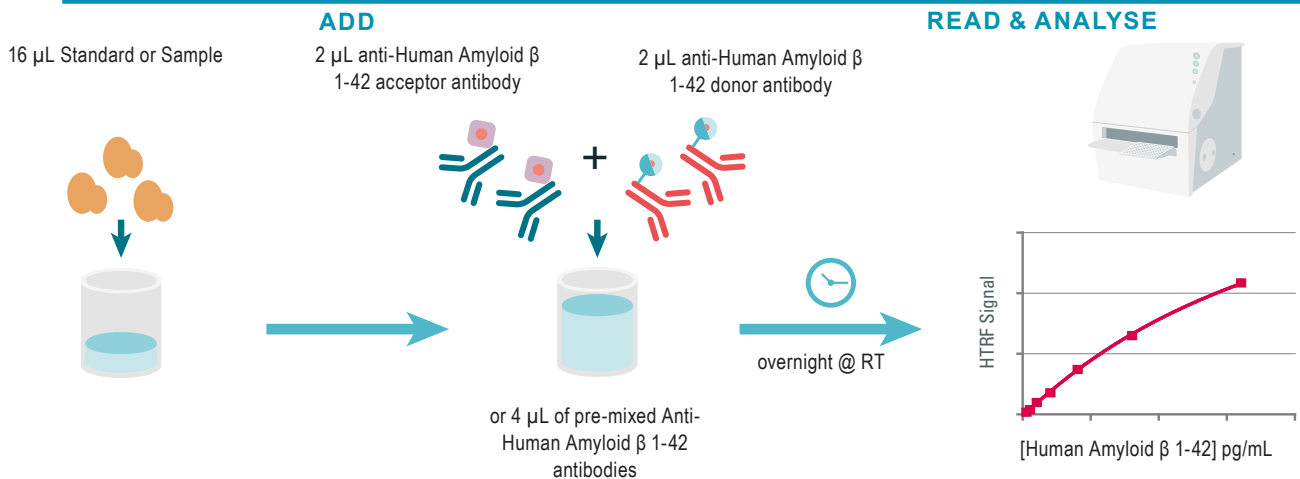 ADD
READ & ANALYSE
16 µL Standard or Sample
2 µL anti-Human Amyloid β
1-42 acceptor antibody
2 µL anti-Human Amyloid β
1-42 donor antibody
+
overnight @ RT
or 4 µL of pre-mixed Anti-
Human Amyloid β 1-42
antibodies
HTRF Signal
[Human Amyloid β 1-42] pg/mL